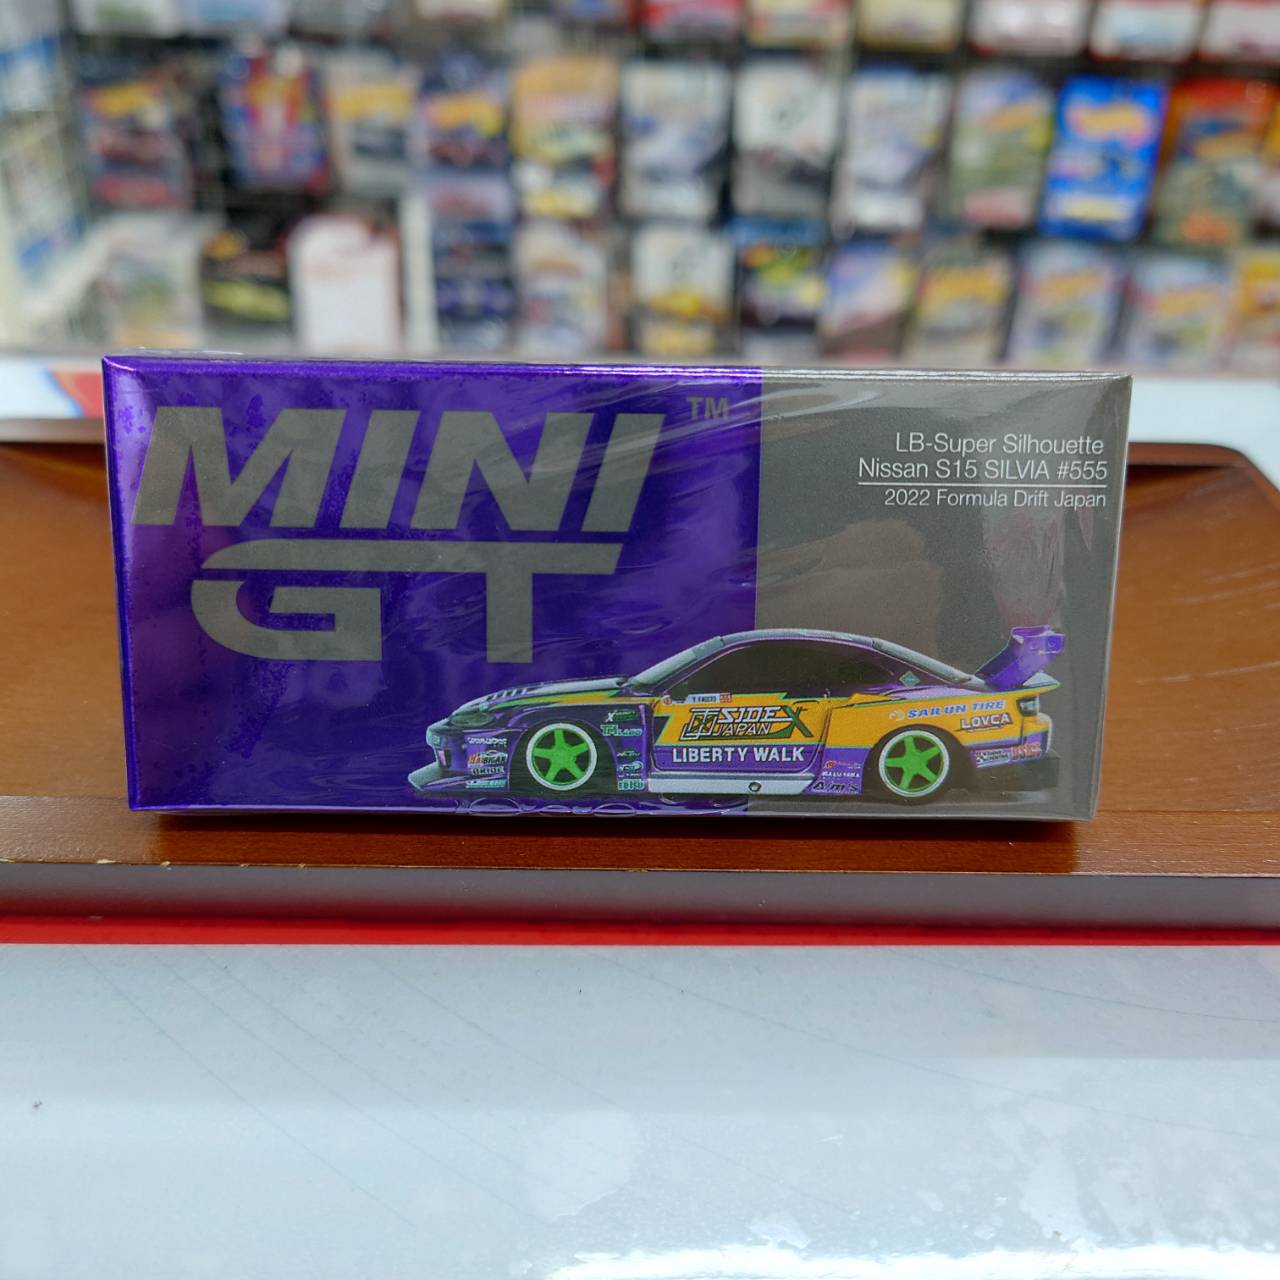 MINI
GT
TM
LB-Super Silhouette
Nissan S15 SILVIA #555
2022 Formula Drift Japan
SIDE X
JAPAN
LIBERTY WALK
SAILUN TIRE
LOVCA